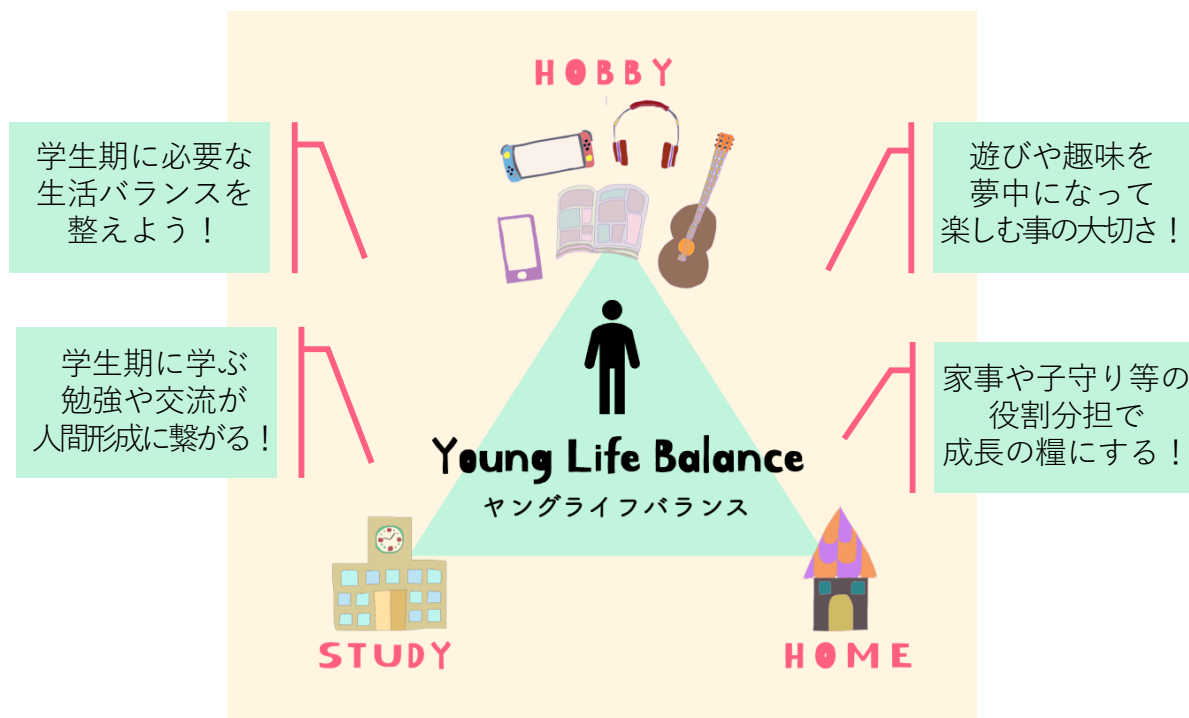 HOBBY
学生期に必要な
生活バランスを
整えよう！
遊びや趣味を
夢中になって
楽しむ事の大切さ！
学生期に学ぶ
勉強や交流が
人間形成に繋がる！
家事や子守り等の
役割分担で
成長の糧にする！
Young Life Balance
ヤングライフバランス
STUDY
HOME